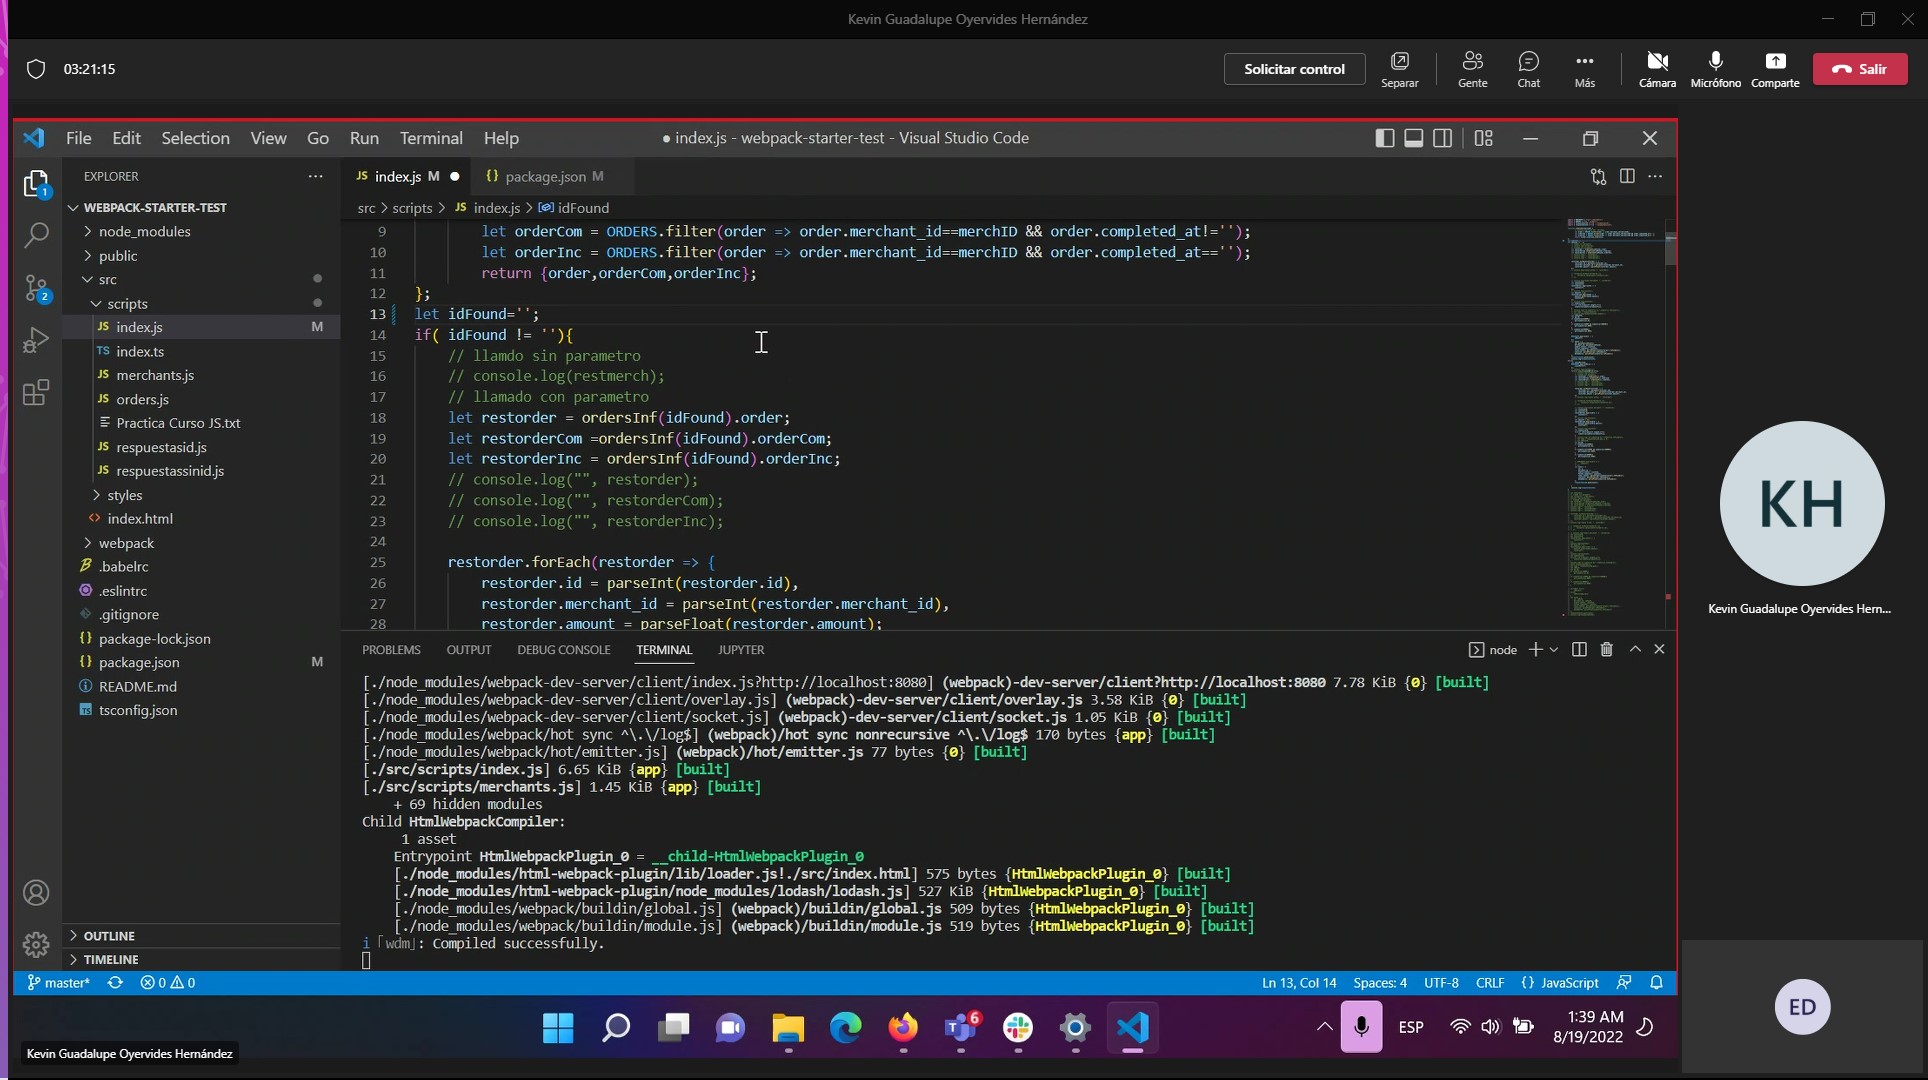 Kevin Guadalupe Oyervides Hernández
03:21:15
Solicitar control
Separar
Gente
Chat
Más
Cámara
Micrófono
Comparte
Salir
File Edit Selection View Go Run Terminal Help
● index.js - webpack-starter-test - Visual Studio Code
EXPLORER
JS index.js M
{} package.json M
src > scripts > JS index.js > idFound
WEBPACK-STARTER-TEST
node_modules
public
src
scripts
JS index.js M
TS index.ts
JS merchants.js
JS orders.js
Practica Curso JS.txt
JS respuestasid.js
JS respuestassinid.js
styles
<> index.html
webpack
.babelrc
.eslintrc
.gitignore
{} package-lock.json
{} package.json M
README.md
TS tsconfig.json
OUTLINE
TIMELINE
1
2
9 let orderCom = ORDERS.filter(order => order.merchant_id==merchID && order.completed_at!='');
10 let orderInc = ORDERS.filter(order => order.merchant_id==merchID && order.completed_at=='');
11 return {order,orderCom,orderInc};
12 };
13 let idFound='';
14 if( idFound != ''){
15 // llamdo sin parametro
16 // console.log(restmerch);
17 // llamado con parametro
18 let restorder = ordersInf(idFound).order;
19 let restorderCom =ordersInf(idFound).orderCom;
20 let restorderInc = ordersInf(idFound).orderInc;
21 // console.log("", restorder);
22 // console.log("", restorderCom);
23 // console.log("", restorderInc);
24
25 restorder.forEach(restorder => {
26 restorder.id = parseInt(restorder.id),
27 restorder.merchant_id = parseInt(restorder.merchant_id),
28 restorder.amount = parseFloat(restorder.amount);
PROBLEMS OUTPUT DEBUG CONSOLE TERMINAL JUPYTER
node
[./node_modules/webpack-dev-server/client/index.js?http://localhost:8080] (webpack)-dev-server/client?http://localhost:8080 7.78 KiB {0} [built]
[./node_modules/webpack-dev-server/client/overlay.js] (webpack)-dev-server/client/overlay.js 3.58 KiB {0} [built]
[./node_modules/webpack-dev-server/client/socket.js] (webpack)-dev-server/client/socket.js 1.05 KiB {0} [built]
[./node_modules/webpack/hot sync ^\.\/log$] (webpack)/hot sync nonrecursive ^\.\/log$ 170 bytes {app} [built]
[./node_modules/webpack/hot/emitter.js] (webpack)/hot/emitter.js 77 bytes {0} [built]
[./src/scripts/index.js] 6.65 KiB {app} [built]
[./src/scripts/merchants.js] 1.45 KiB {app} [built]
+ 69 hidden modules
Child HtmlWebpackCompiler:
1 asset
Entrypoint HtmlWebpackPlugin_0 = __child-HtmlWebpackPlugin_0
[./node_modules/html-webpack-plugin/lib/loader.js!./src/index.html] 575 bytes {HtmlWebpackPlugin_0} [built]
[./node_modules/html-webpack-plugin/node_modules/lodash/lodash.js] 527 KiB {HtmlWebpackPlugin_0} [built]
[./node_modules/webpack/buildin/global.js] (webpack)/buildin/global.js 509 bytes {HtmlWebpackPlugin_0} [built]
[./node_modules/webpack/buildin/module.js] (webpack)/buildin/module.js 519 bytes {HtmlWebpackPlugin_0} [built]
i ｢wdm｣: Compiled successfully.
master* 0 0
Ln 13, Col 14 Spaces: 4 UTF-8 CRLF {} JavaScript
6
ESP
1:39 AM
8/19/2022
Kevin Guadalupe Oyervides Hernández
KH
Kevin Guadalupe Oyervides Hern...
ED